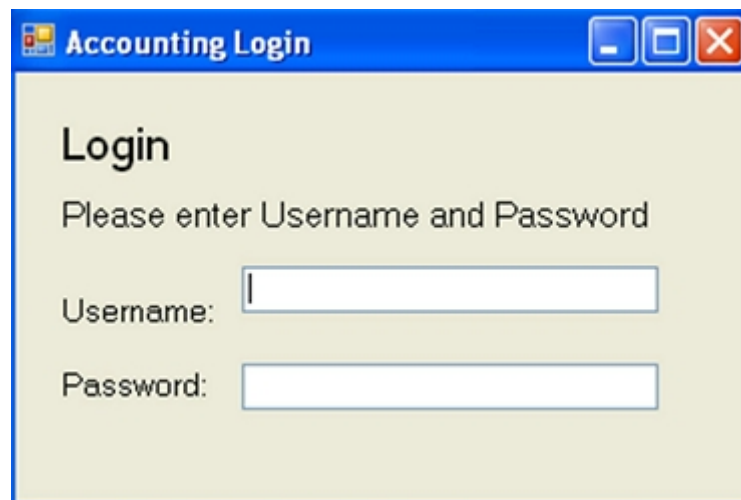 Accounting Login
Login
Please enter Username and Password
Username:
Password: